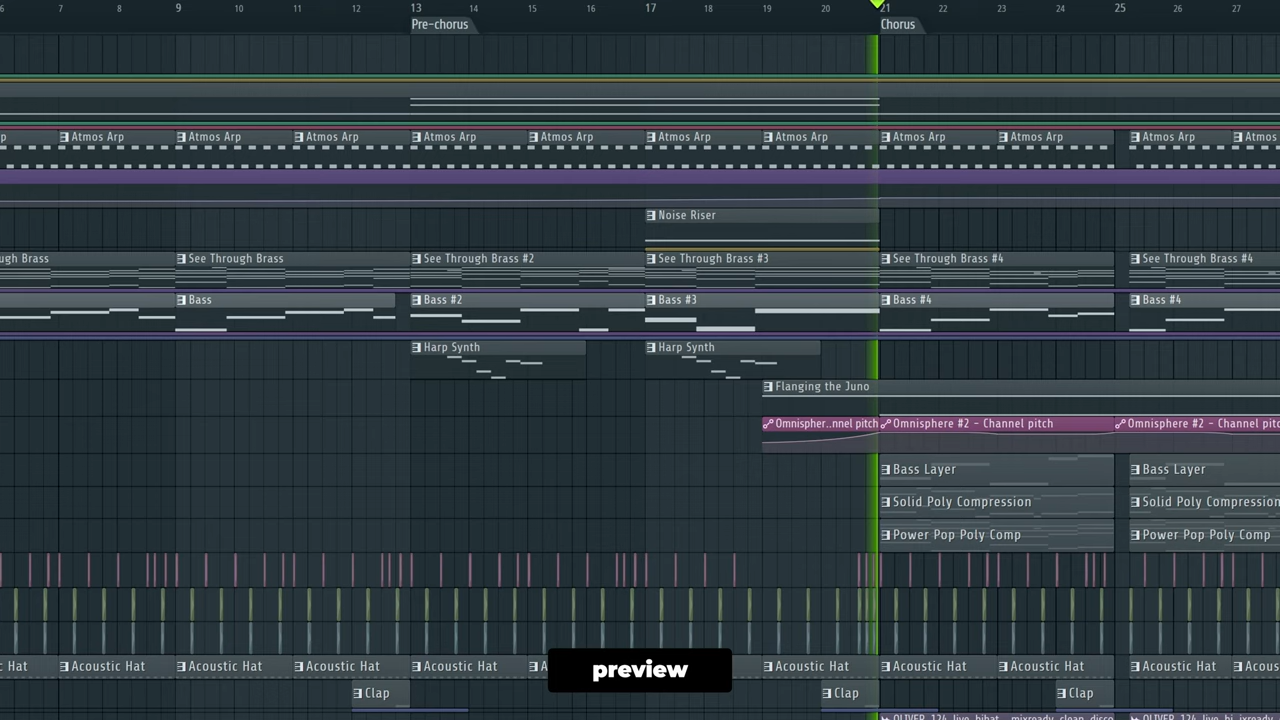 6 7 8 9 10 11 12 13 14 15 16 17 18 19 20 21 22 23 24 25 26 27
Pre-chorus Chorus
p Atmos Arp Atmos Arp Atmos Arp Atmos Arp Atmos Arp Atmos Arp Atmos Arp Atmos Arp Atmos Arp Atmos Arp Atmos
Noise Riser
ugh Brass See Through Brass See Through Brass #2 See Through Brass #3 See Through Brass #4 See Through Brass #4
Bass Bass #2 Bass #3 Bass #4 Bass #4
Harp Synth Harp Synth
Flanging the Juno
Omnispher..nnel pitch Omnisphere #2 - Channel pitch Omnisphere #2 - Channel pitc
Bass Layer Bass Layer
Solid Poly Compression Solid Poly Compression
Power Pop Poly Comp Power Pop Poly Comp
c Hat Acoustic Hat Acoustic Hat Acoustic Hat Acoustic Hat A preview Acoustic Hat Acoustic Hat Acoustic Hat Acoustic Hat Acous
Clap Clap Clap